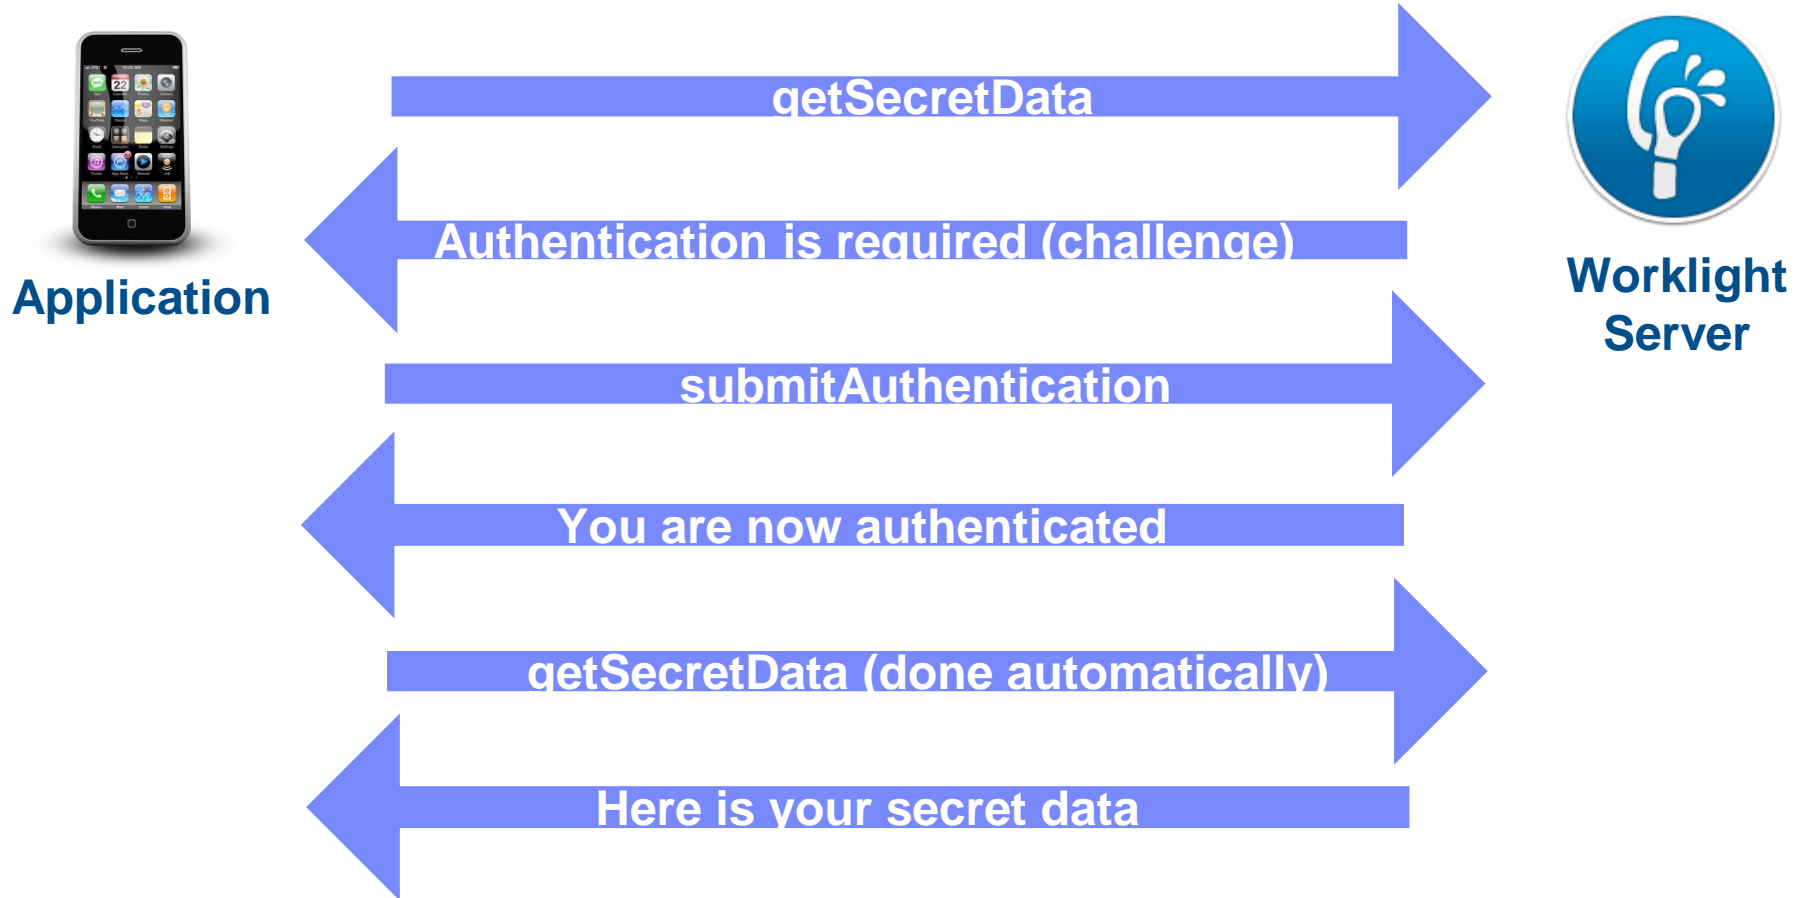 getSecretData
Authentication is required (challenge)
Application
Worklight
Server
submitAuthentication
You are now authenticated
getSecretData (done automatically)
Here is your secret data